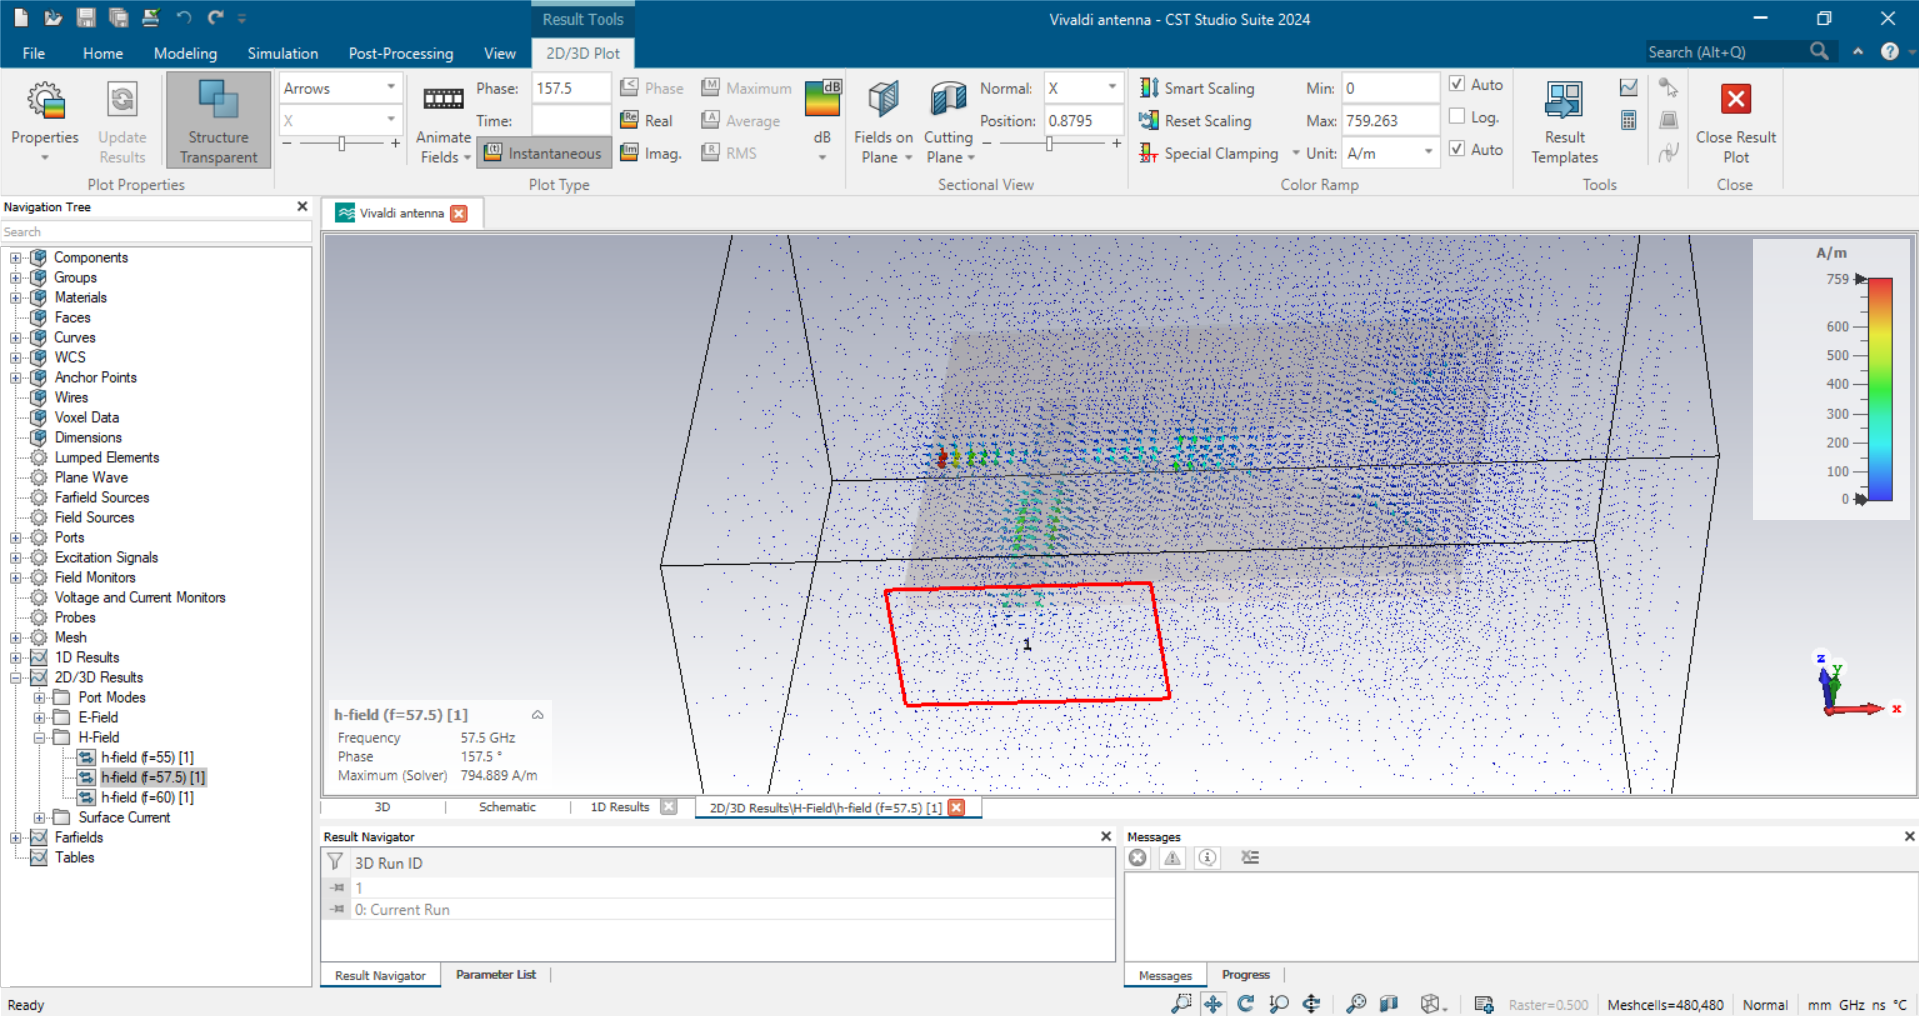 Result Tools
Vivaldi antenna - CST Studio Suite 2024
File Home Modeling Simulation Post-Processing View 2D/3D Plot
Search (Alt+Q)
Properties
Update Results
Structure Transparent
Plot Properties
Arrows
X
Animate Fields
Phase: 157.5
Time:
Instantaneous
Phase
Real
Imag.
Maximum
Average
RMS
dB
dB
Plot Type
Fields on Plane
Cutting Plane
Normal: X
Position: 0.8795
Sectional View
Smart Scaling
Reset Scaling
Special Clamping
Min: 0
Max: 759.263
Unit: A/m
Auto
Log.
Auto
Color Ramp
Result Templates
Tools
Close Result Plot
Close
Navigation Tree
Search
Components
Groups
Materials
Faces
Curves
WCS
Anchor Points
Wires
Voxel Data
Dimensions
Lumped Elements
Plane Wave
Farfield Sources
Field Sources
Ports
Excitation Signals
Field Monitors
Voltage and Current Monitors
Probes
Mesh
1D Results
2D/3D Results
Port Modes
E-Field
H-Field
h-field (f=55) [1]
h-field (f=57.5) [1]
h-field (f=60) [1]
Surface Current
Farfields
Tables
Vivaldi antenna
A/m
759
600
500
400
300
200
100
0
1
z
y
x
h-field (f=57.5) [1]
Frequency 57.5 GHz
Phase 157.5 °
Maximum (Solver) 794.889 A/m
3D Schematic 1D Results 2D/3D Results\H-Field\h-field (f=57.5) [1]
Result Navigator
3D Run ID
1
0: Current Run
Result Navigator Parameter List
Messages
Messages Progress
Ready
Raster=0.500 Meshcells=480,480 Normal mm GHz ns °C